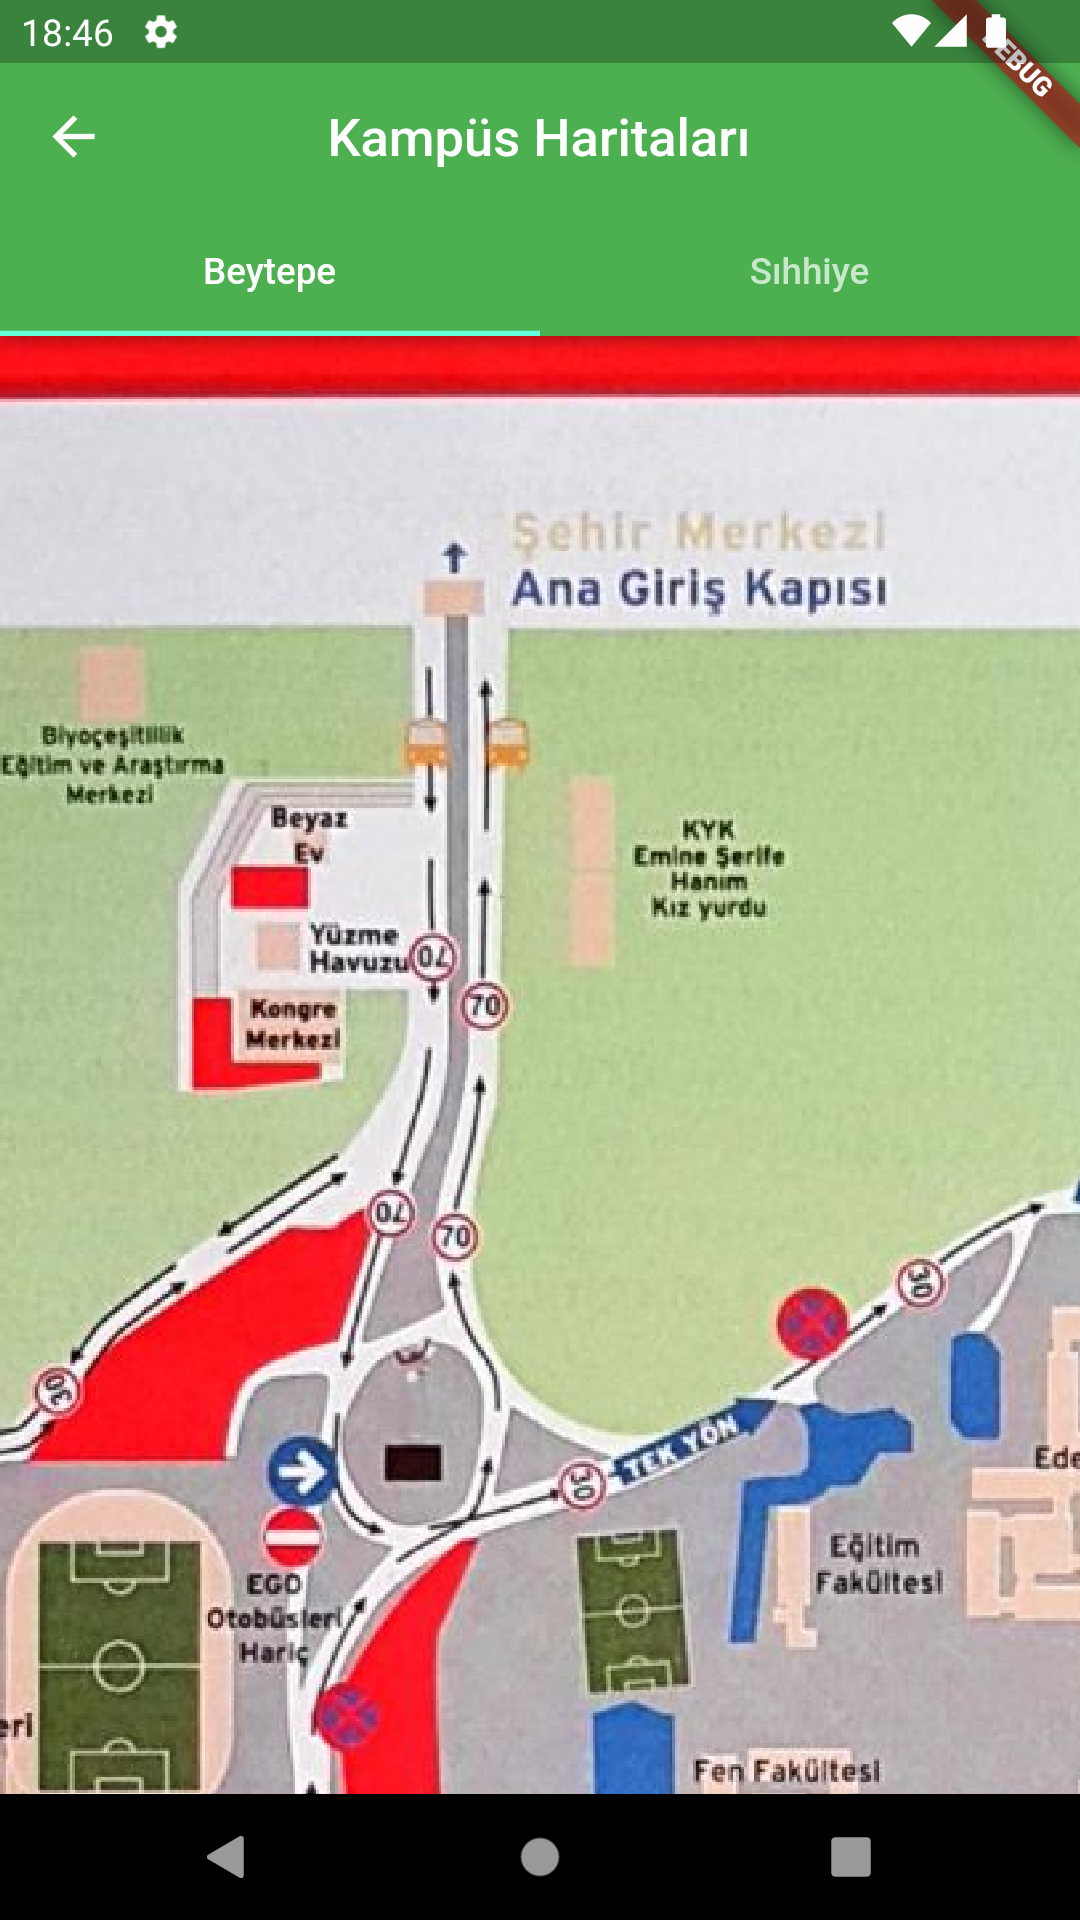 18:46
DEBUG
Kampüs Haritaları
Beytepe
Sıhhiye
Şehir Merkezi
Ana Giriş Kapısı
Biyoçeşitlilik
Eğitim ve Araştırma
Merkezi
Beyaz
Ev
KYK
Emine Şerife
Hanım
Kız yurdu
Yüzme
Havuzu
70
70
Kongre
Merkezi
70
70
30
30
TEK YÖN
30
Eğitim
Fakültesi
EGO
Otobüsleri
Hariç
Fen Fakültesi